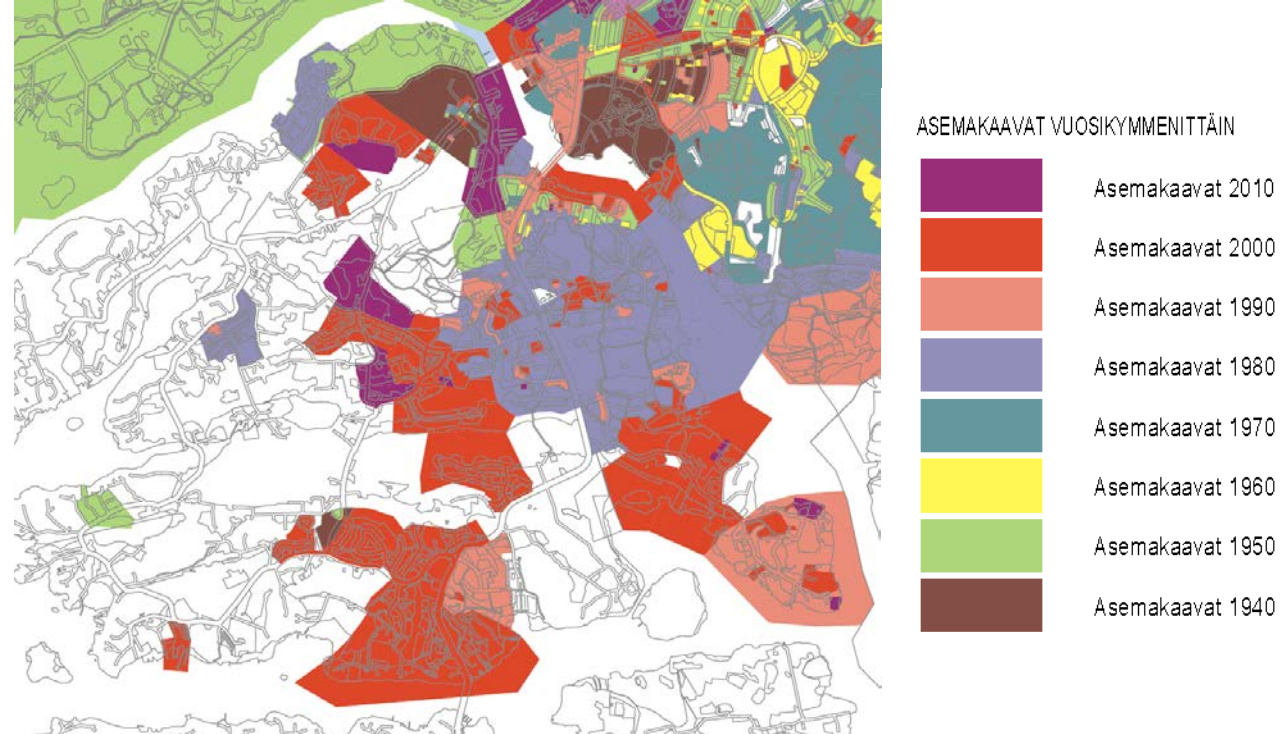 ASEMAKAAVAT VUOSIKYMMENITTÄIN
Asemakaavat 2010
Asemakaavat 2000
Asemakaavat 1990
Asemakaavat 1980
Asemakaavat 1970
Asemakaavat 1960
Asemakaavat 1950
Asemakaavat 1940